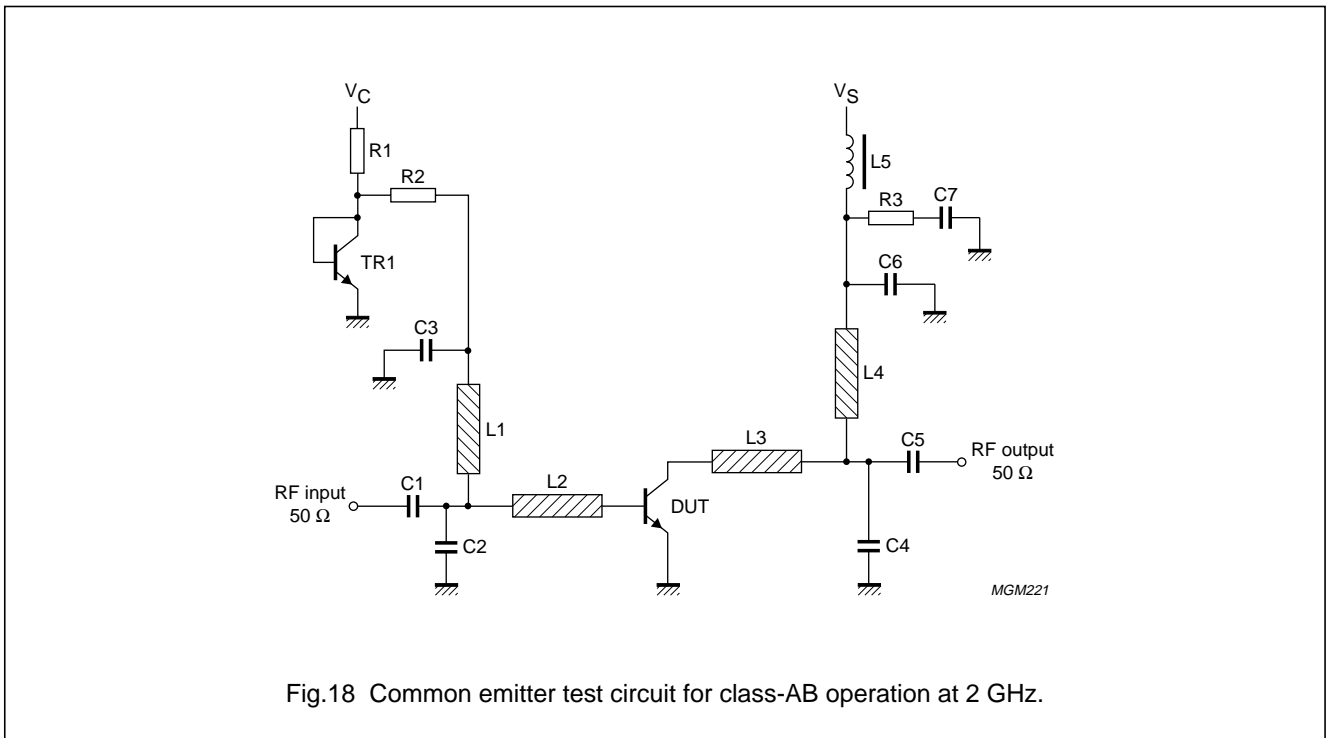 VC
VS
R1
L5
R2
R3
C7
TR1
C6
C3
L4
L1
L3
C5
RF output
50 Ω
RF input
50 Ω
C1
L2
DUT
C2
C4
MGM221
Fig.18 Common emitter test circuit for class-AB operation at 2 GHz.